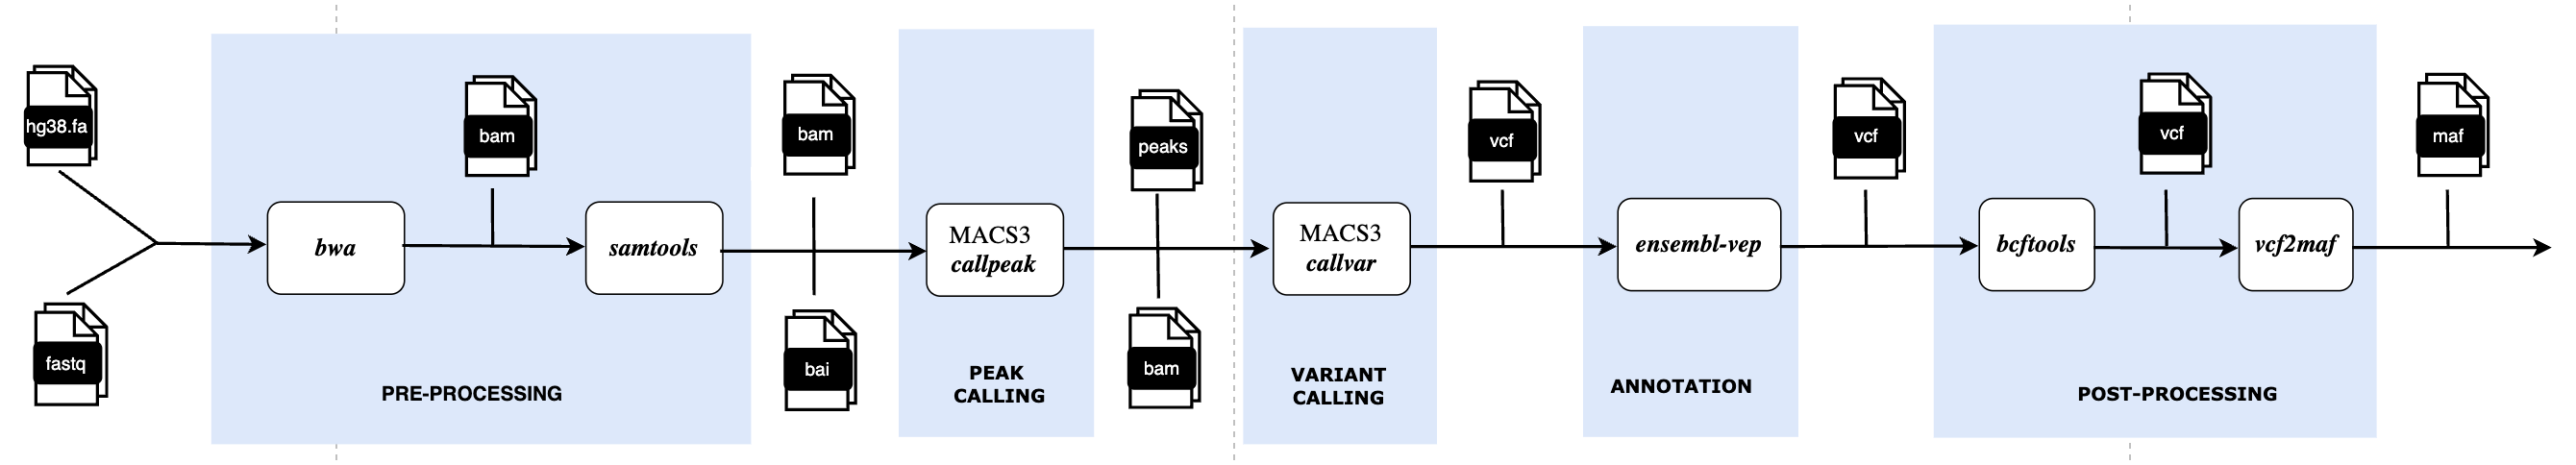 hg38.fa
fastq
bwa
bam
samtools
PRE-PROCESSING
bam
bai
MACS3
callpeak
PEAK
CALLING
peaks
bam
MACS3
callvar
VARIANT
CALLING
vcf
ensembl-vep
ANNOTATION
vcf
bcftools
vcf
vcf2maf
POST-PROCESSING
maf